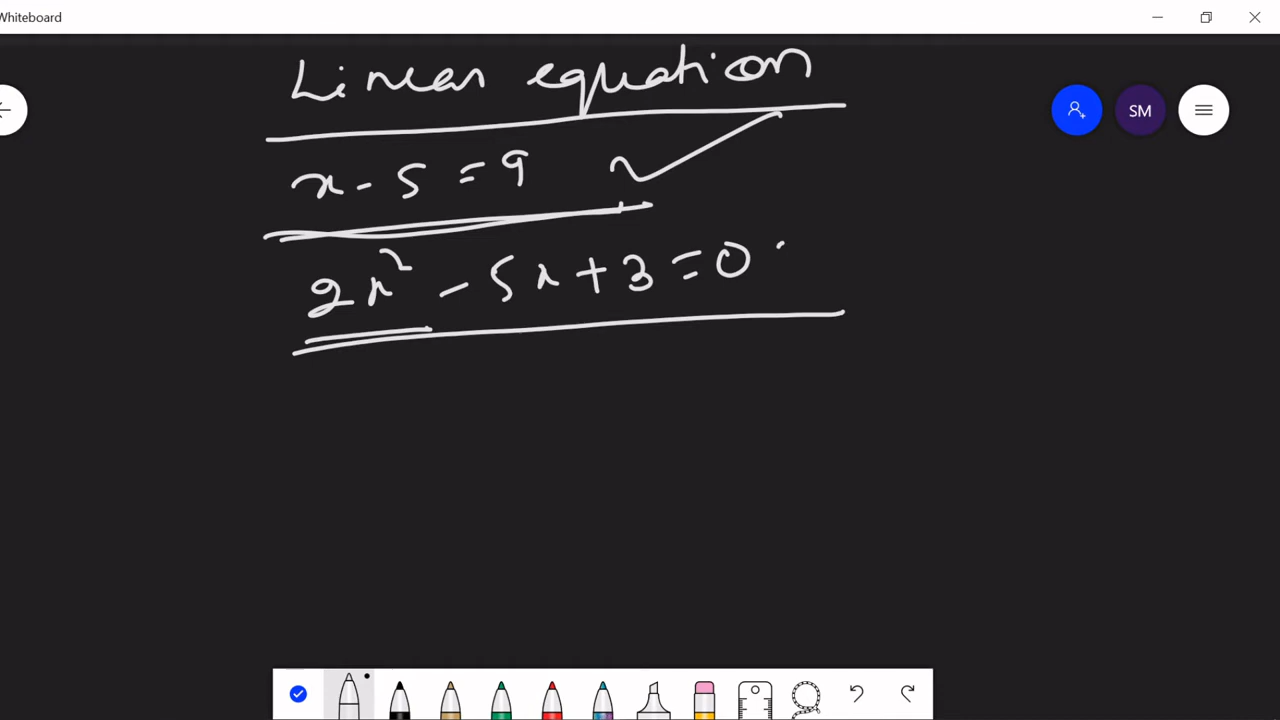 Whiteboard
Linear equation
SM
x - 5 = 9
2x² - 5x + 3 = 0